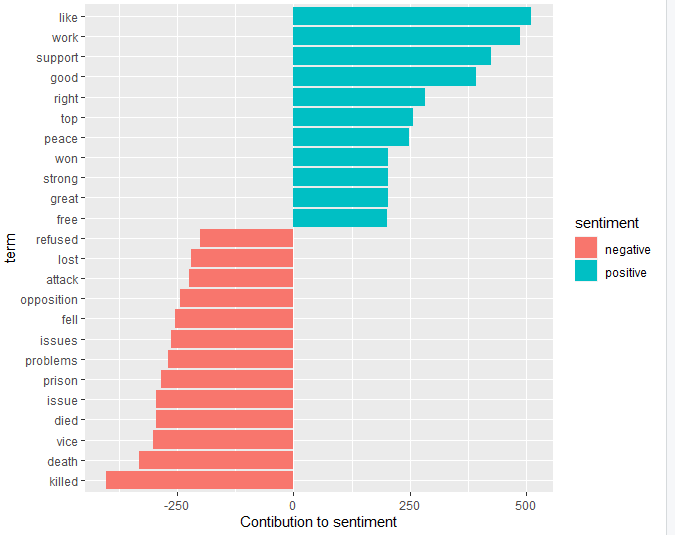 like
work
support
good
right
top
peace
won
strong
great
free
refused
lost
attack
opposition
fell
issues
problems
prison
issue
died
vice
death
killed
term
-250 0 250 500
Contibution to sentiment
sentiment
negative
positive